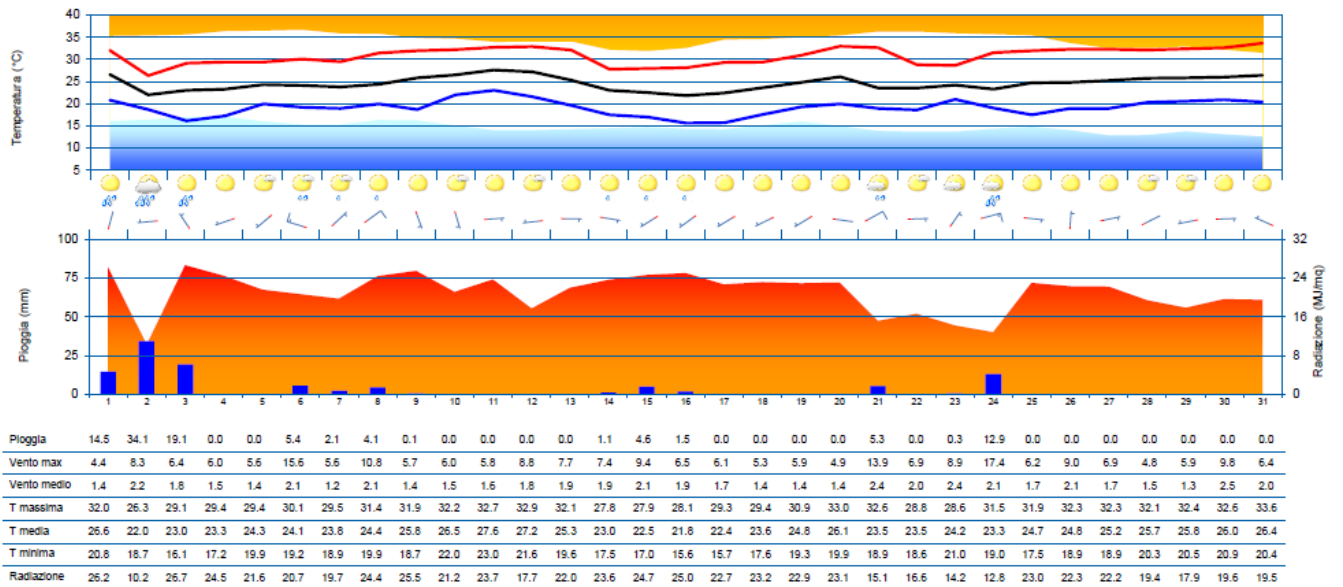 40
35
30
25
20
15
10
5
Temperatura (°C)
100
75
50
25
0
Pioggia (mm)
32
24
16
8
0
Radiazione (MJ/mq)
1 2 3 4 5 6 7 8 9 10 11 12 13 14 15 16 17 18 19 20 21 22 23 24 25 26 27 28 29 30 31
Pioggia 14.5 34.1 19.1 0.0 0.0 5.4 2.1 4.1 0.1 0.0 0.0 0.0 0.0 1.1 4.6 1.5 0.0 0.0 0.0 0.0 5.3 0.0 0.3 12.9 0.0 0.0 0.0 0.0 0.0 0.0 0.0
Vento max 4.4 8.3 6.4 6.0 5.6 15.6 5.6 10.8 5.7 6.0 5.8 8.8 7.7 7.4 9.4 6.5 6.1 5.3 5.9 4.9 13.9 6.9 8.9 17.4 6.2 9.0 6.9 4.8 5.9 9.8 6.4
Vento medio 1.4 2.2 1.8 1.5 1.4 2.1 1.2 2.1 1.4 1.5 1.6 1.8 1.9 1.9 2.1 1.9 1.7 1.4 1.4 1.4 2.4 2.0 2.4 2.1 1.7 2.1 1.7 1.5 1.3 2.5 2.0
T massima 32.0 26.3 29.1 29.4 29.4 30.1 29.5 31.4 31.9 32.2 32.7 32.9 32.1 27.8 27.9 28.1 29.3 29.4 30.9 33.0 32.6 28.8 28.6 31.5 31.9 32.3 32.3 32.1 32.4 32.6 33.6
T media 26.6 22.0 23.0 23.3 24.3 24.1 23.8 24.4 25.8 26.5 27.6 27.2 25.3 23.0 22.5 21.8 22.4 23.6 24.8 26.1 23.5 23.5 24.2 23.3 24.7 24.8 25.2 25.7 25.8 26.0 26.4
T minima 20.8 18.7 16.1 17.2 19.9 19.2 18.9 19.9 18.7 22.0 23.0 21.6 19.6 17.5 17.0 15.6 15.7 17.6 19.3 19.9 18.9 18.6 21.0 19.0 17.5 18.9 18.9 20.3 20.5 20.9 20.4
Radiazione 26.2 10.2 26.7 24.5 21.6 20.7 19.7 24.4 25.5 21.2 23.7 17.7 22.0 23.6 24.7 25.0 22.7 23.2 22.9 23.1 15.1 16.6 14.2 12.8 23.0 22.3 22.2 19.4 17.9 19.6 19.5